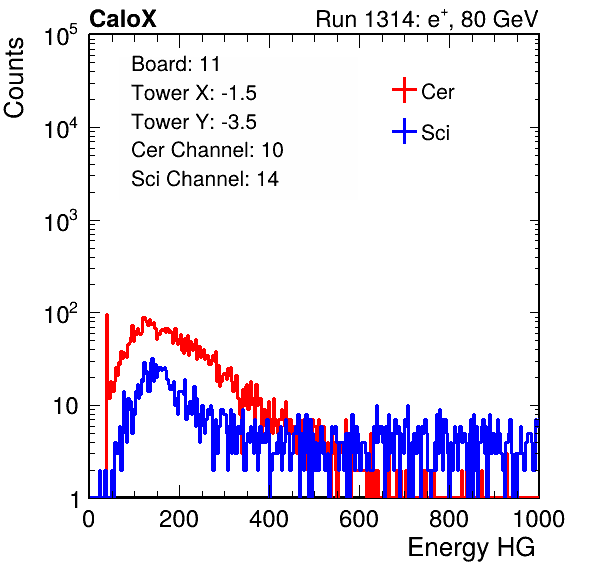 CaloX Run 1314: e⁺, 80 GeV
Counts
10⁵
10⁴
10³
10²
10
1
Board: 11
Tower X: -1.5
Tower Y: -3.5
Cer Channel: 10
Sci Channel: 14
Cer
Sci
0 200 400 600 800 1000
Energy HG